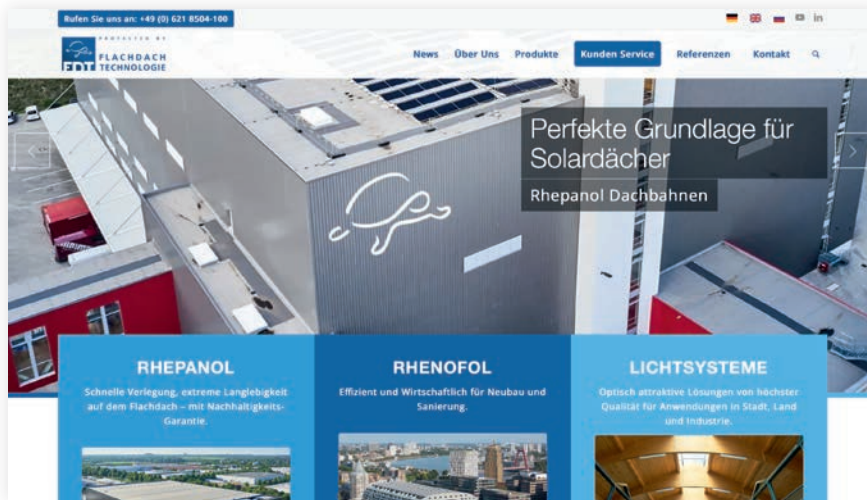 Rufen Sie uns an: +49 (0) 621 8504-100
PROTECTED BY
FDT
FLACHDACH
TECHNOLOGIE
News Über Uns Produkte Kunden Service Referenzen Kontakt
Perfekte Grundlage für
Solardächer
Rhepanol Dachbahnen
RHEPANOL
Schnelle Verlegung, extreme Langlebigkeit
auf dem Flachdach – mit Nachhaltigkeits-
Garantie.
RHENOFOL
Effizient und Wirtschaftlich für Neubau und
Sanierung.
LICHTSYSTEME
Optisch attraktive Lösungen von höchster
Qualität für Anwendungen in Stadt, Land
und Industrie.